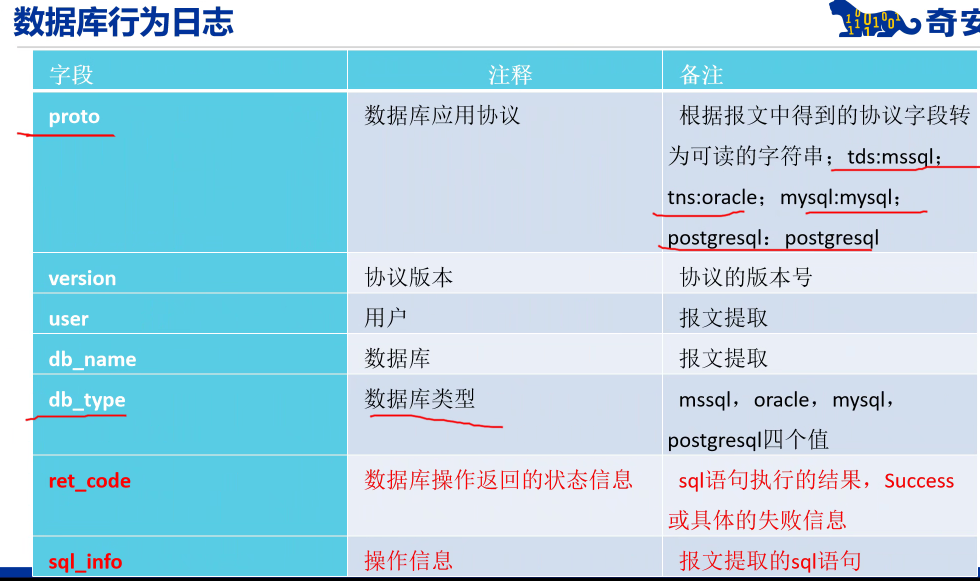 数据库行为日志
奇安
字段 注释 备注
proto 数据库应用协议 根据报文中得到的协议字段转
为可读的字符串；tds:mssql；
tns:oracle；mysql:mysql；
postgresql：postgresql
version 协议版本 协议的版本号
user 用户 报文提取
db_name 数据库 报文提取
db_type 数据库类型 mssql，oracle，mysql，
postgresql四个值
ret_code 数据库操作返回的状态信息 sql语句执行的结果，Success
或具体的失败信息
sql_info 操作信息 报文提取的sql语句